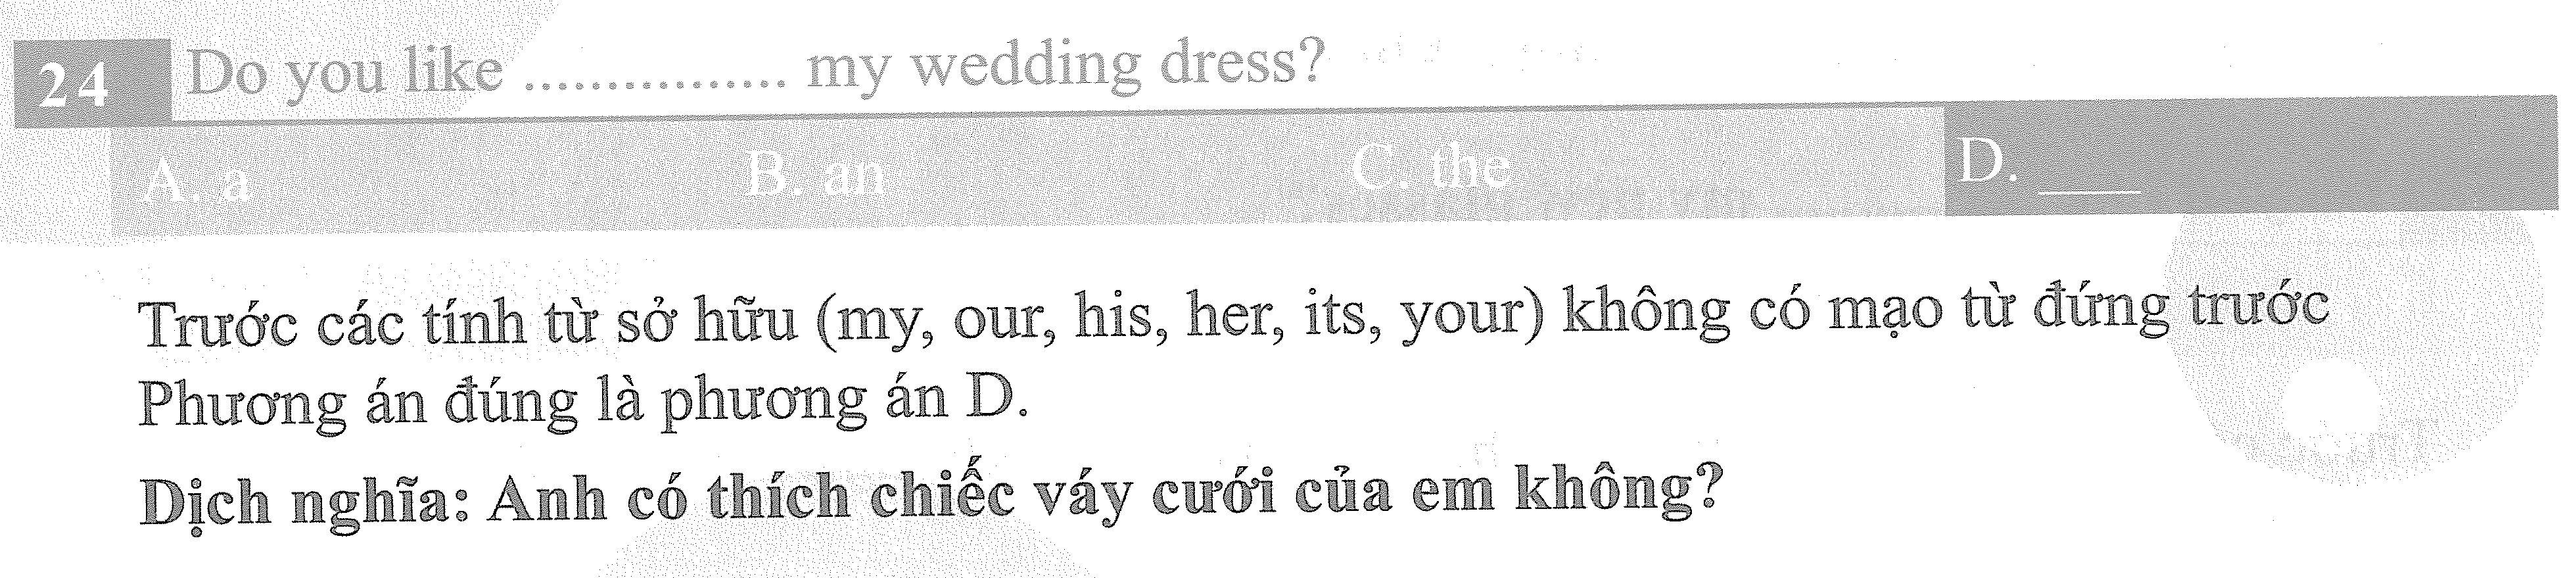 24 Do you like ................ my wedding dress?
A. a B. an C. the D. ____
Trước các tính từ sở hữu (my, our, his, her, its, your) không có mạo từ đứng trước
Phương án đúng là phương án D.
Dịch nghĩa: Anh có thích chiếc váy cưới của em không?